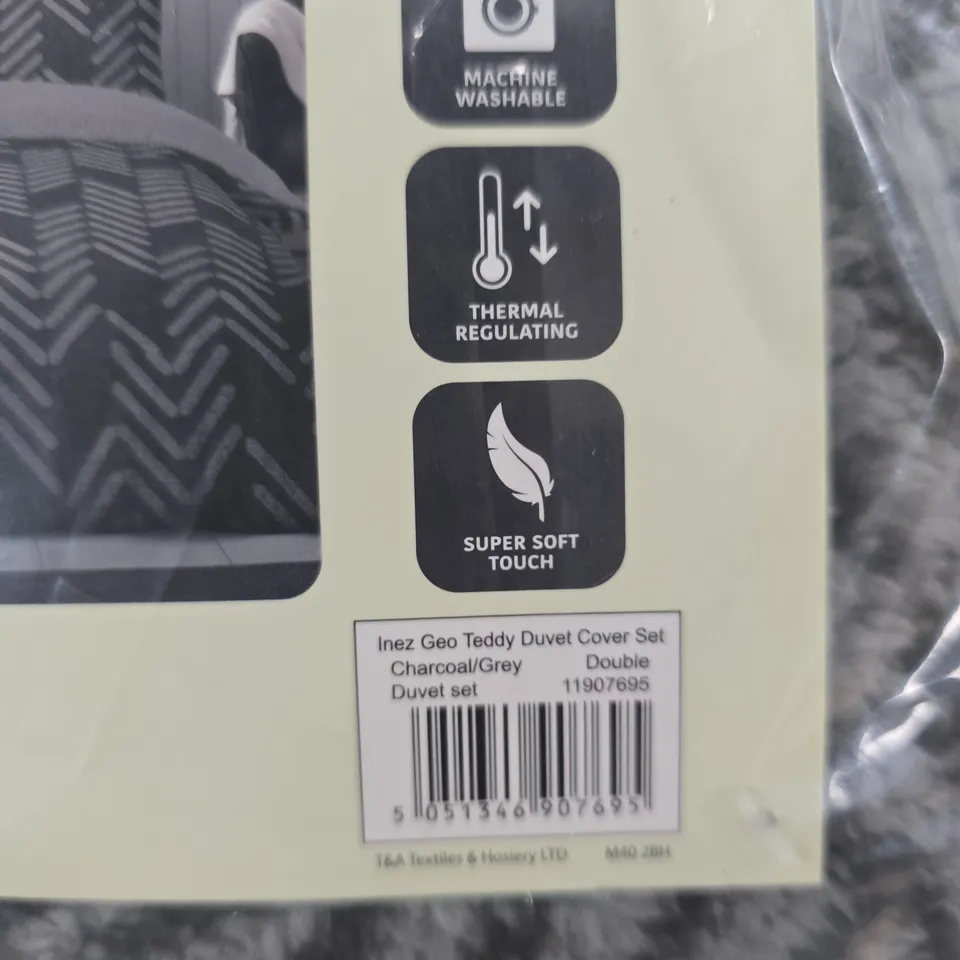 MACHINE
WASHABLE
THERMAL
REGULATING
SUPER SOFT
TOUCH
Inez Geo Teddy Duvet Cover Set
Charcoal/Grey Double
Duvet set 11907695
5 051346 907695
T&A Textiles & Hosiery LTD M40 2BH